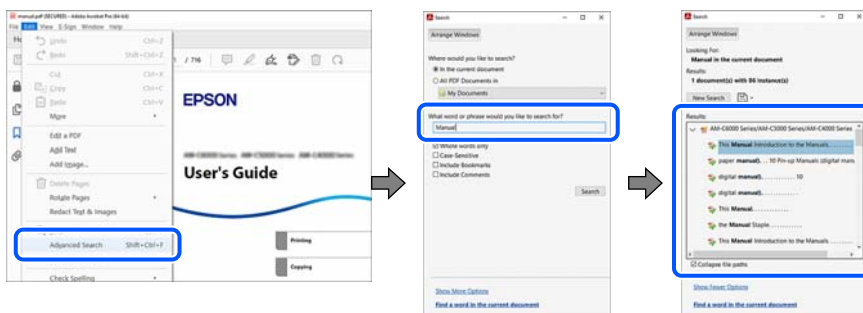 manual.pdf (SECURED) - Adobe Acrobat Pro (64-bit)
File Edit View E-Sign Window Help
Undo Ctrl+Z
Redo Shift+Ctrl+Z
Cut Ctrl+X
Copy Ctrl+C
Paste Ctrl+V
More
Edit a PDF
Add Text
Add Image...
Delete Pages
Rotate Pages
Redact Text & Images
Advanced Search Shift+Ctrl+F
Check Spelling
/ 716
EPSON
User's Guide
Printing
Copying
Search
Arrange Windows
Where would you like to search?
In the current document
All PDF Documents in
My Documents
What word or phrase would you like to search for?
Manual
Whole words only
Case-Sensitive
Include Bookmarks
Include Comments
Search
Show More Options
Find a word in the current document
Search
Arrange Windows
Looking For:
Manual in the current document
Results:
1 document(s) with 86 instance(s)
New Search
Results:
AM-C6000 Series/AM-C5000 Series/AM-C4000 Series
This Manual Introduction to the Manuals.........
paper manual). . . 10 Pin-up Manuals (digital man
digital manual)............ 10
digital manual)............
This Manual............
the Manual Staple............
This Manual Introduction to the Manuals .........
Collapse file paths
Show Fewer Options
Find a word in the current document